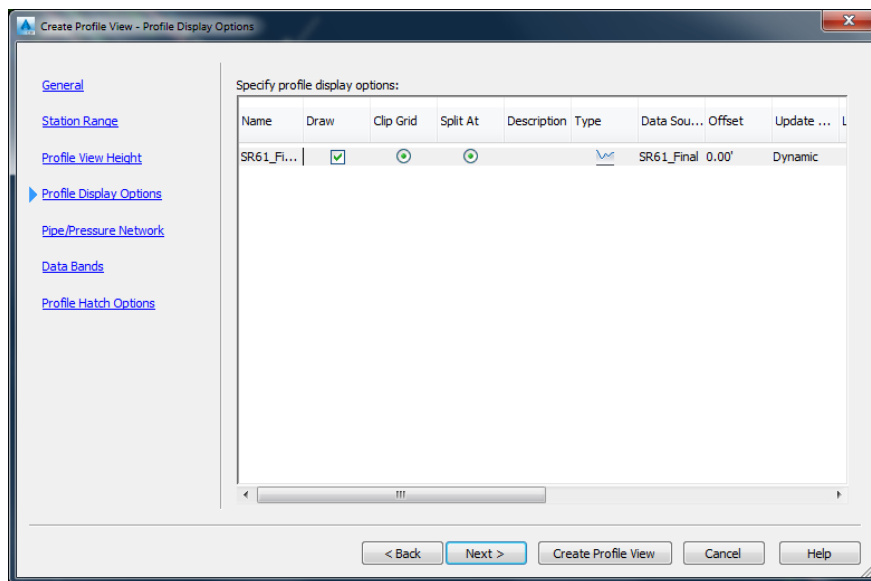 Create Profile View - Profile Display Options
General
Station Range
Profile View Height
Profile Display Options
Pipe/Pressure Network
Data Bands
Profile Hatch Options
Specify profile display options:
Name Draw Clip Grid Split At Description Type Data Sou... Offset Update ... L
SR61_Fi... SR61_Final 0.00' Dynamic
< Back Next > Create Profile View Cancel Help